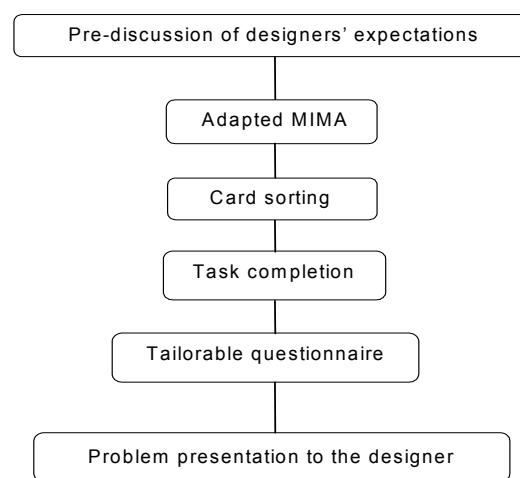 Pre-discussion of designers’ expectations
Adapted MIMA
Card sorting
Task completion
Tailorable questionnaire
Problem presentation to the designer